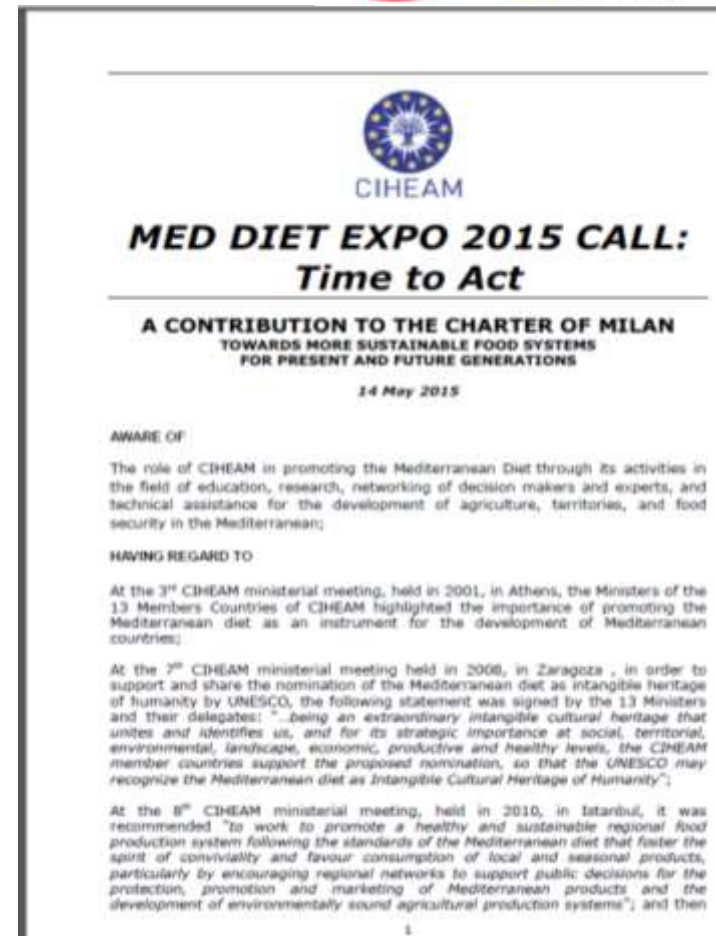 CIHEAM
MED DIET EXPO 2015 CALL:
Time to Act
A CONTRIBUTION TO THE CHARTER OF MILAN
TOWARDS MORE SUSTAINABLE FOOD SYSTEMS
FOR PRESENT AND FUTURE GENERATIONS
14 May 2015
AWARE OF
The role of CIHEAM in promoting the Mediterranean Diet through its activities in
the field of education, research, networking of decision makers and experts, and
technical assistance for the development of agriculture, territories, and food
security in the Mediterranean;
HAVING REGARD TO
At the 3rd CIHEAM ministerial meeting, held in 2001, in Athens, the Ministers of the
13 Members Countries of CIHEAM highlighted the importance of promoting the
Mediterranean diet as an instrument for the development of Mediterranean
countries;
At the 7th CIHEAM ministerial meeting held in 2008, in Zaragoza , in order to
support and share the nomination of the Mediterranean diet as intangible heritage
of humanity by UNESCO, the following statement was signed by the 13 Ministers
and their delegates: "...being an extraordinary intangible cultural heritage that
unites and identifies us, and for its strategic importance at social, territorial,
environmental, landscape, economic, productive and healthy levels, the CIHEAM
member countries support the proposed nomination, so that the UNESCO may
recognize the Mediterranean diet as Intangible Cultural Heritage of Humanity";
At the 8th CIHEAM ministerial meeting, held in 2010, in Istanbul, it was
recommended "to work to promote a healthy and sustainable regional food
production system following the standards of the Mediterranean diet that foster the
spirit of conviviality and favour consumption of local and seasonal products,
particularly by encouraging regional networks to support public decisions for the
protection, promotion and marketing of Mediterranean products and the
development of environmentally sound agricultural production systems"; and then
1